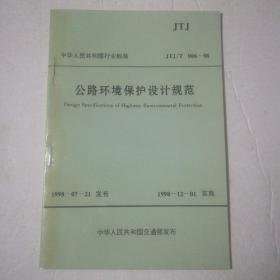 JTJ
中华人民共和国行业标准
JTJ/T 006-98
公路环境保护设计规范
Design Specifications of Highway Environmental Protection
1998-07-21 发布
1998-12-01 实施
中华人民共和国交通部发布